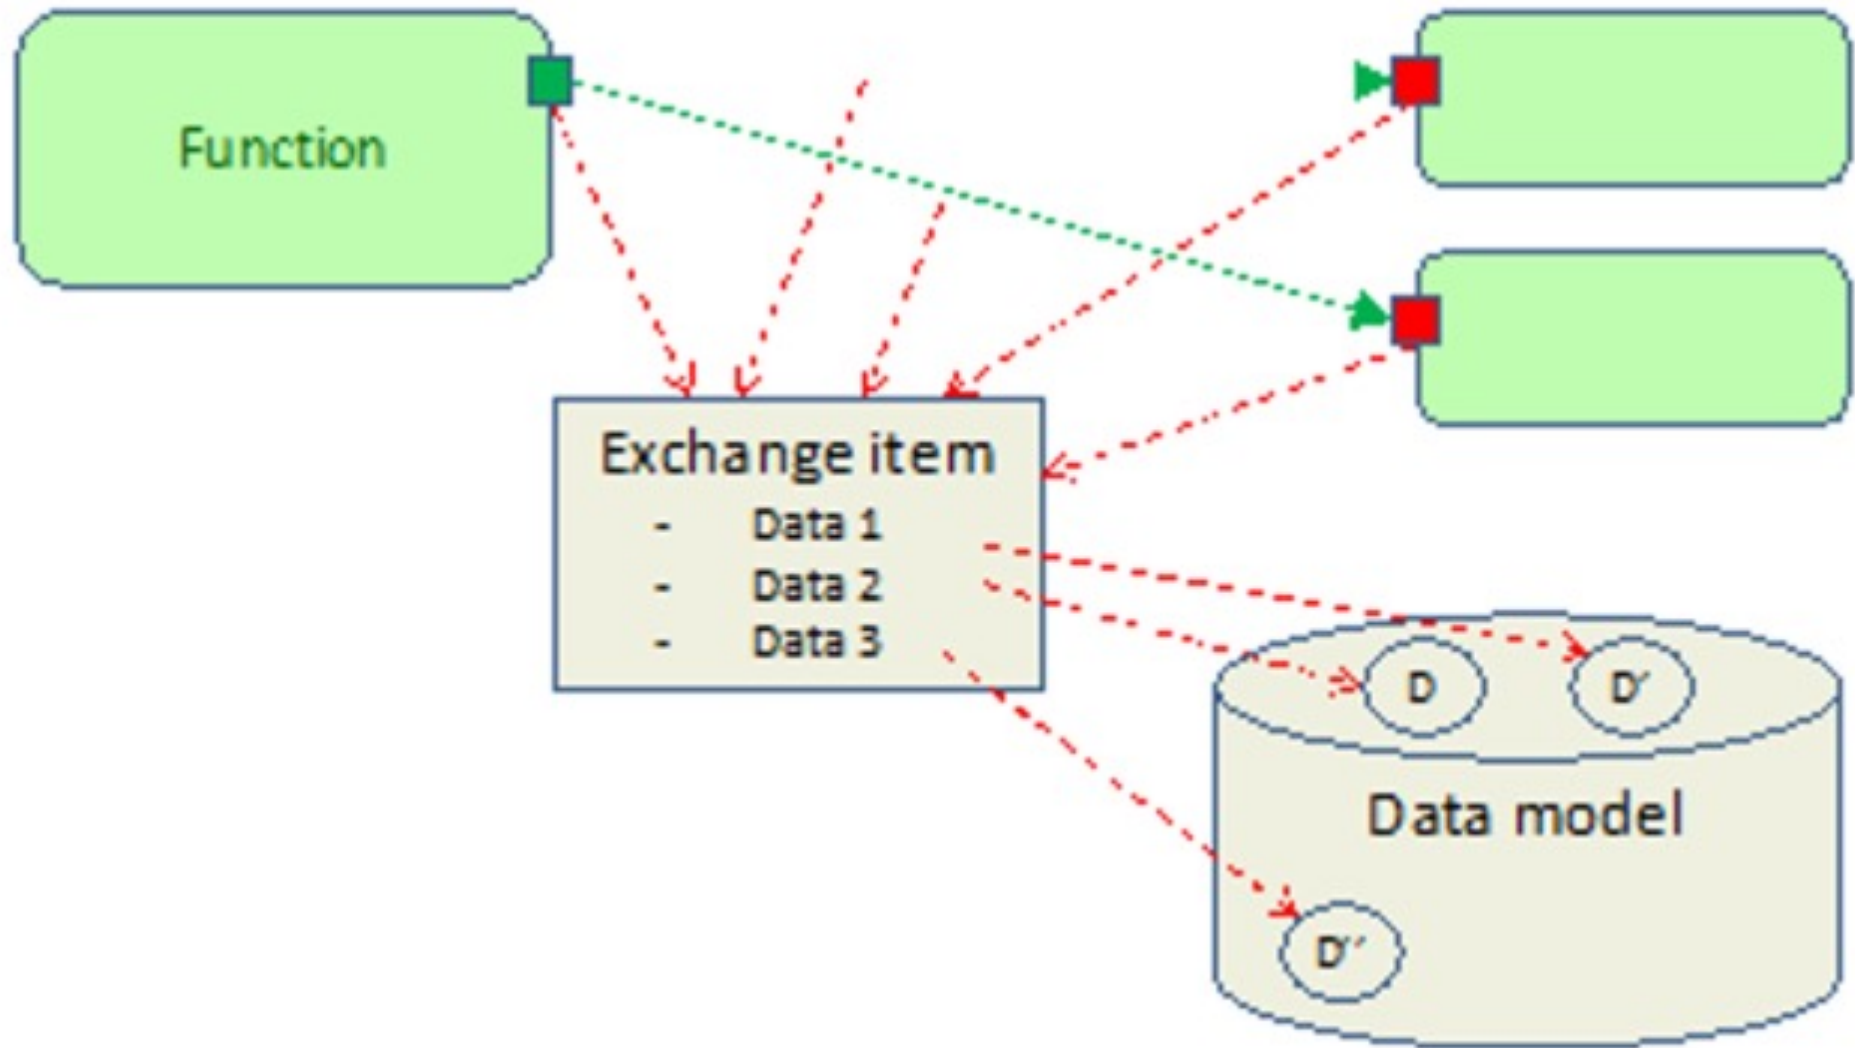 Function
Exchange item
- Data 1
- Data 2
- Data 3
D
D′
Data model
D′′